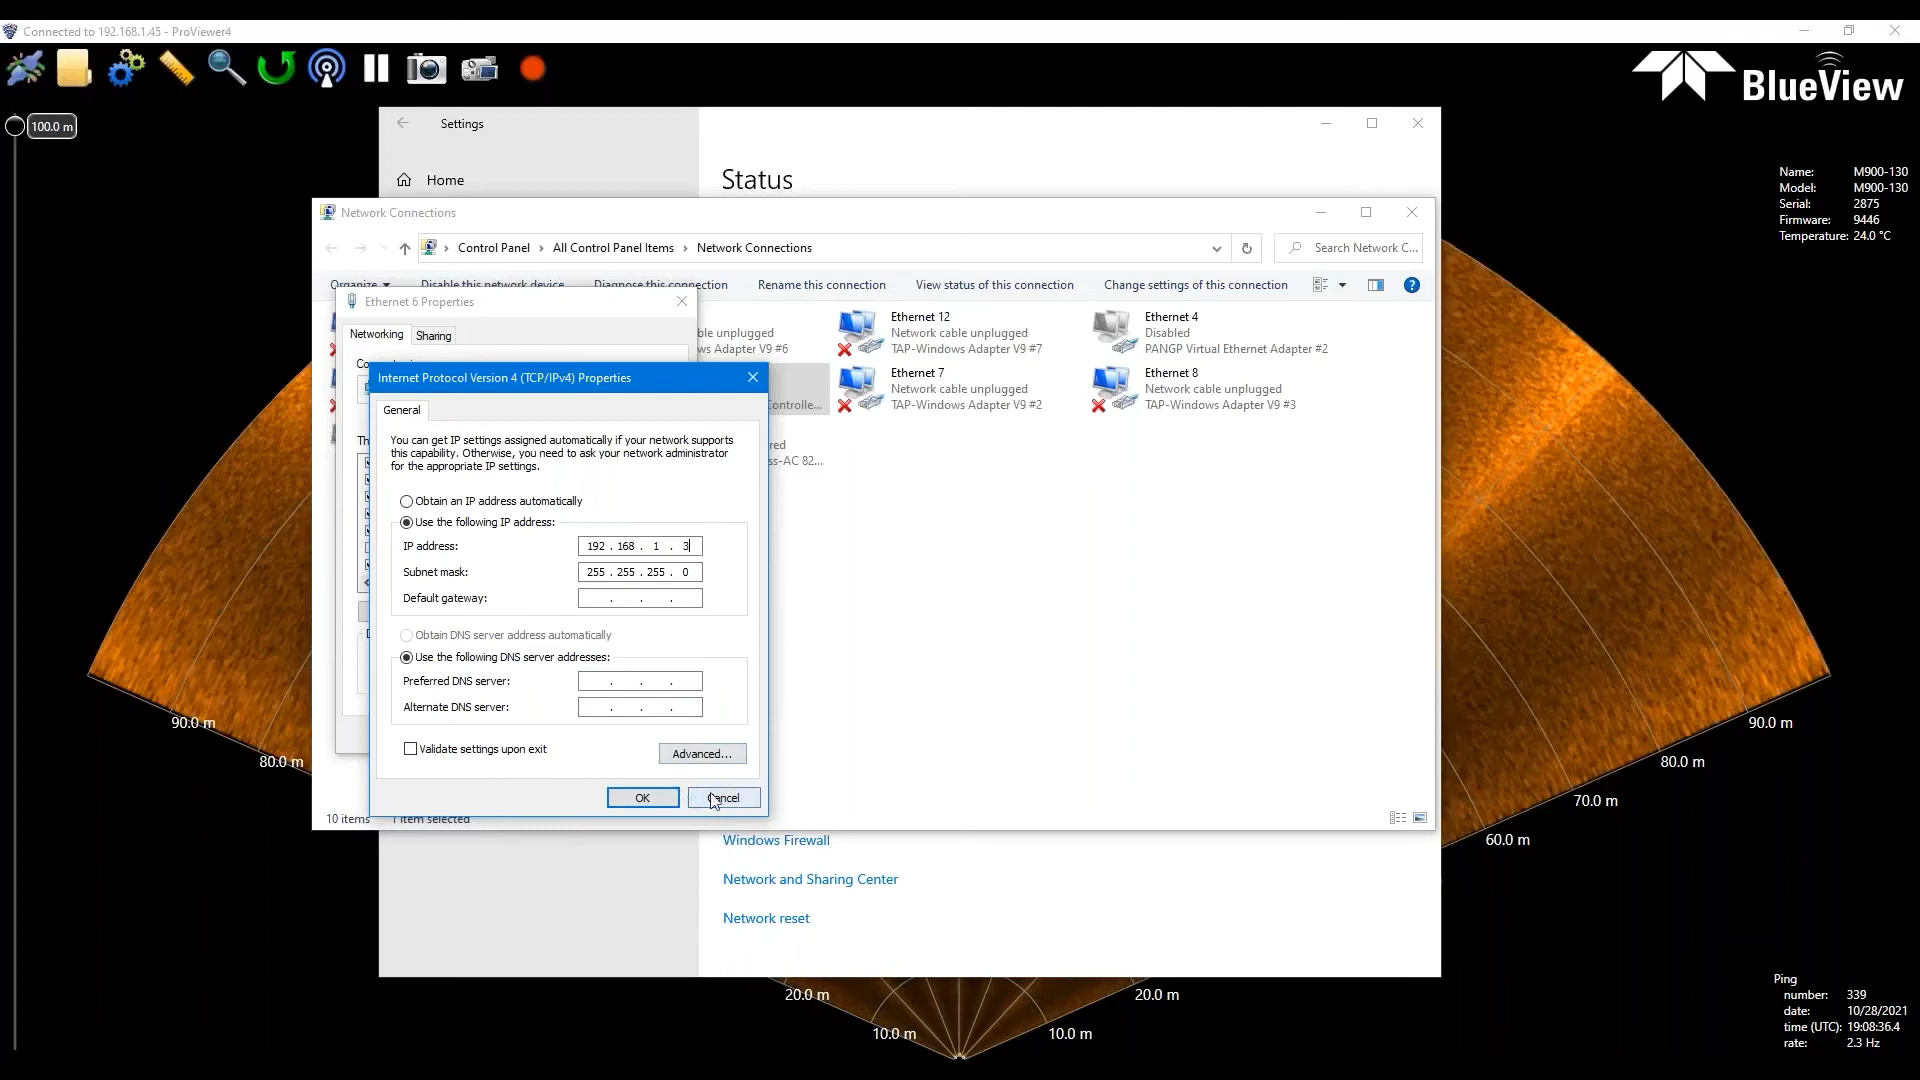 Connected to 192.168.1.45 - ProViewer4
BlueView
100.0 m
Name: M900-130
Model: M900-130
Serial: 2875
Firmware: 9446
Temperature: 24.0 °C
Settings
Home
Status
Network Connections
Control Panel › All Control Panel Items › Network Connections
Search Network C...
Organize
Disable this network device
Diagnose this connection
Rename this connection
View status of this connection
Change settings of this connection
Ethernet 6 Properties
Networking
Sharing
ble unplugged
ws Adapter V9 #6
Ethernet 12
Network cable unplugged
TAP-Windows Adapter V9 #7
Ethernet 4
Disabled
PANGP Virtual Ethernet Adapter #2
Controlle...
Ethernet 7
Network cable unplugged
TAP-Windows Adapter V9 #2
Ethernet 8
Network cable unplugged
TAP-Windows Adapter V9 #3
red
ss-AC 82...
Th
Internet Protocol Version 4 (TCP/IPv4) Properties
General
You can get IP settings assigned automatically if your network supports
this capability. Otherwise, you need to ask your network administrator
for the appropriate IP settings.
Obtain an IP address automatically
Use the following IP address:
IP address: 192 . 168 . 1 . 3
Subnet mask: 255 . 255 . 255 . 0
Default gateway: . . .
Obtain DNS server address automatically
Use the following DNS server addresses:
Preferred DNS server: . . .
Alternate DNS server: . . .
Validate settings upon exit
Advanced...
OK
Cancel
10 items
1 item selected
Windows Firewall
Network and Sharing Center
Network reset
90.0 m
80.0 m
90.0 m
80.0 m
70.0 m
60.0 m
20.0 m
20.0 m
10.0 m
10.0 m
Ping
number: 339
date: 10/28/2021
time (UTC): 19:08:36.4
rate: 2.3 Hz